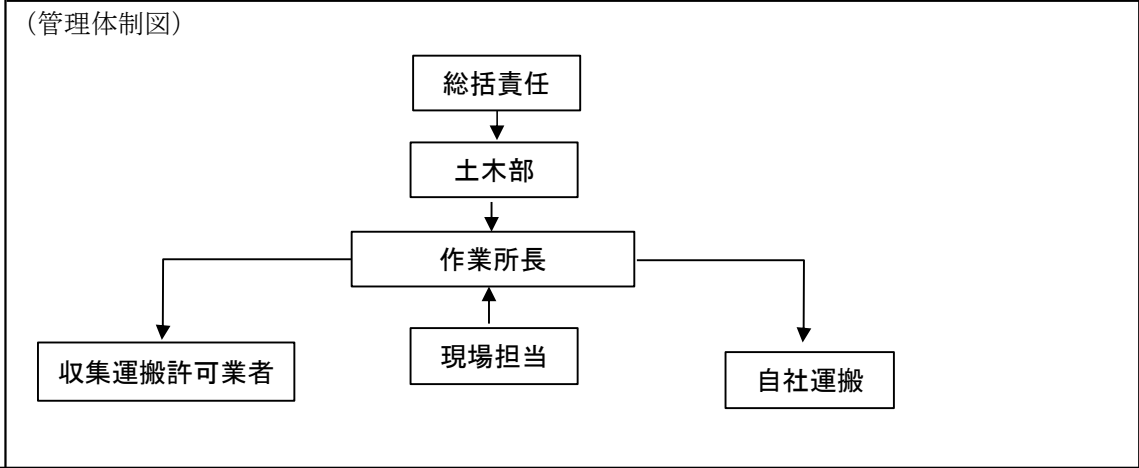 （管理体制図）
総括責任
土木部
作業所長
収集運搬許可業者
現場担当
自社運搬